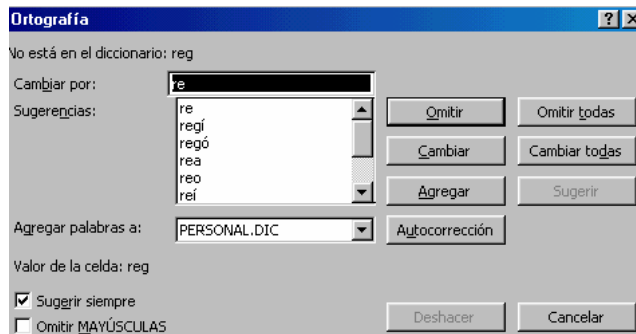 Ortografía
No está en el diccionario: reg
Cambiar por: re
Sugerencias:
re
regí
regó
rea
reo
reí
Omitir Omitir todas
Cambiar Cambiar todas
Agregar Sugerir
Agregar palabras a: PERSONAL.DIC Autocorrección
Valor de la celda: reg
Sugerir siempre
Omitir MAYÚSCULAS
Deshacer Cancelar